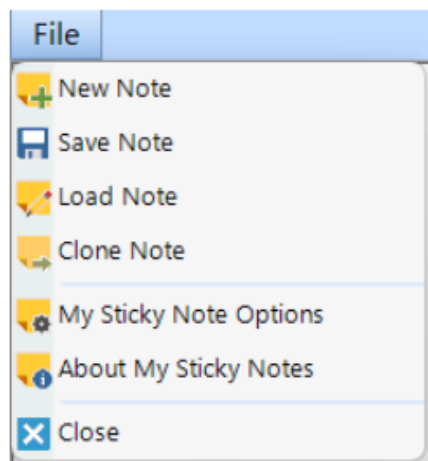 File
New Note
Save Note
Load Note
Clone Note
My Sticky Note Options
About My Sticky Notes
Close